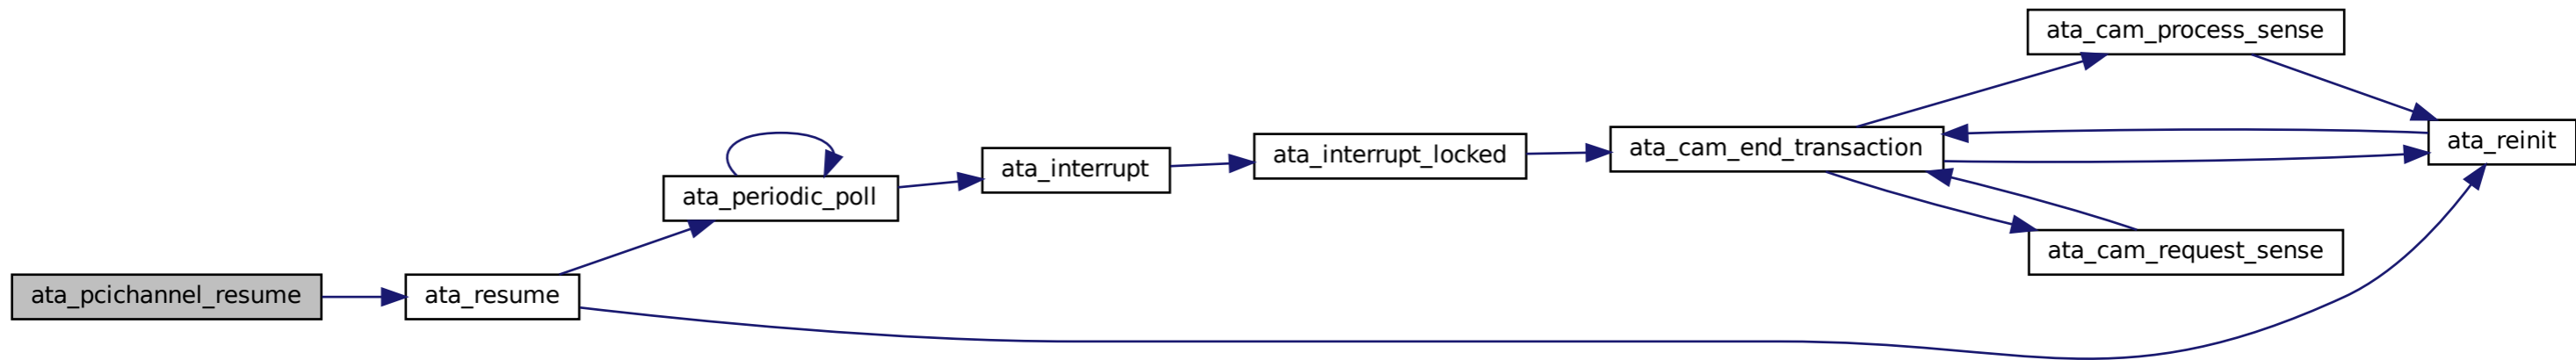 ata_pcichannel_resume
ata_resume
ata_periodic_poll
ata_interrupt
ata_interrupt_locked
ata_cam_end_transaction
ata_cam_process_sense
ata_reinit
ata_cam_request_sense